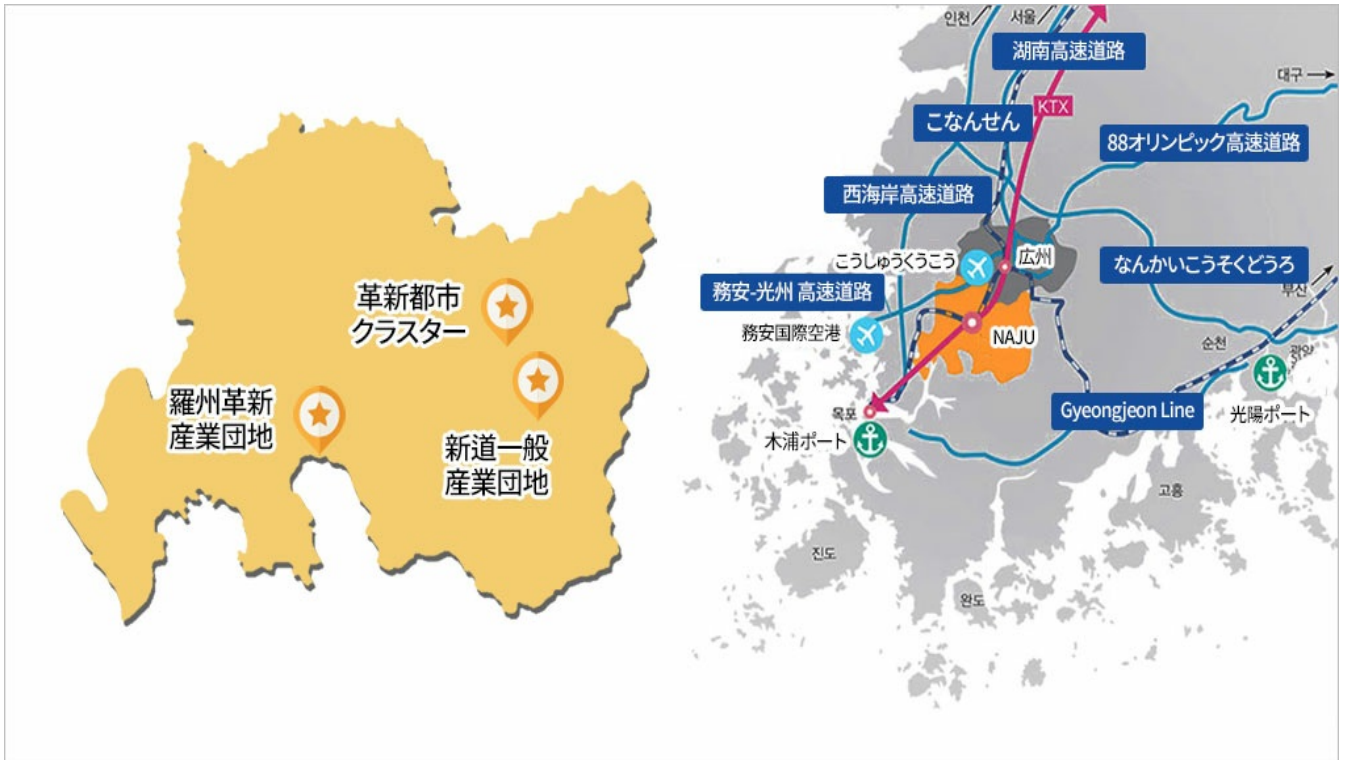 革新都市
クラスター
羅州革新
産業団地
新道一般
産業団地
인천
서울
湖南高速道路
대구
KTX
こなんせん
88オリンピック高速道路
西海岸高速道路
こうしゅうくうこう
広州
なんかいこうそくどうろ
부산
務安-光州 高速道路
務安国際空港
NAJU
순천
광양
Gyeongjeon Line
光陽ポート
목포
木浦ポート
고흥
진도
완도